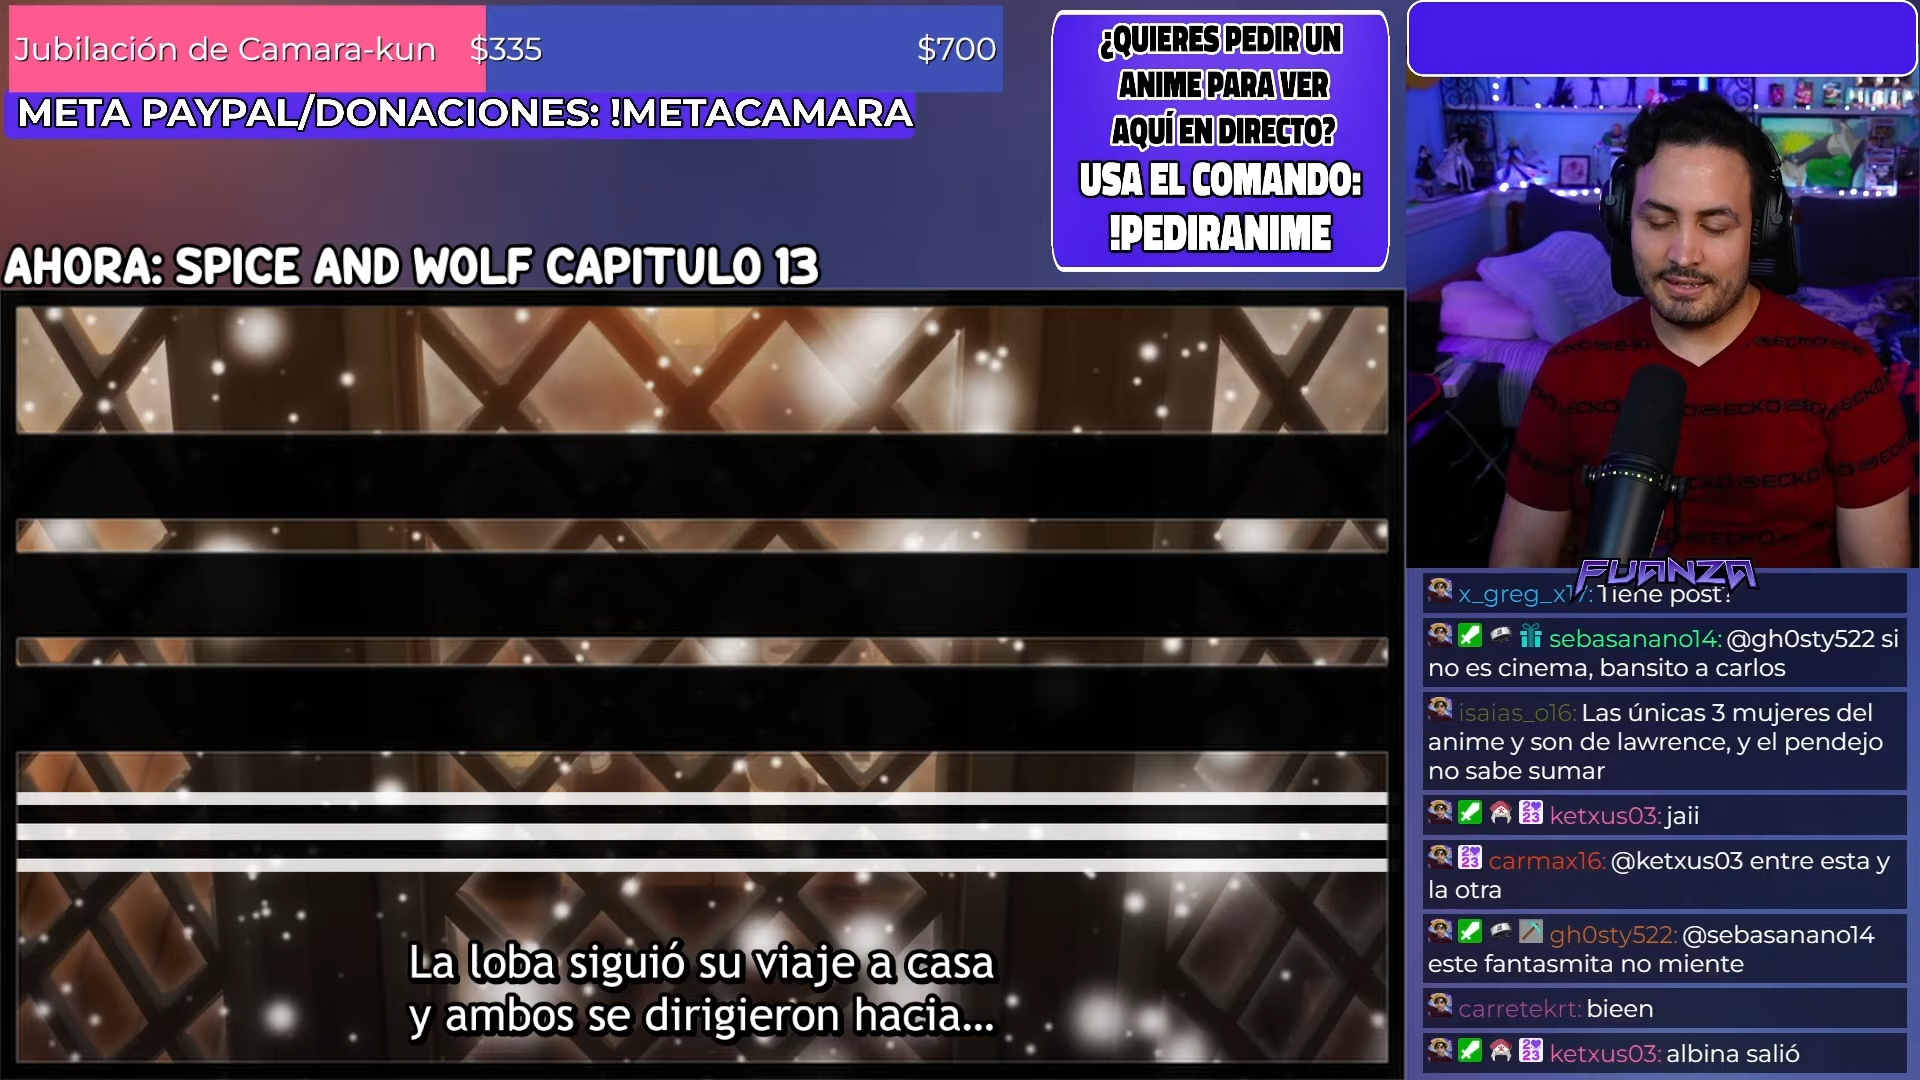 Jubilación de Camara-kun $335 $700
META PAYPAL/DONACIONES: !METACAMARA
¿QUIERES PEDIR UN
ANIME PARA VER
AQUÍ EN DIRECTO?
USA EL COMANDO:
!PEDIRANIME
AHORA: SPICE AND WOLF CAPITULO 13
La loba siguió su viaje a casa
y ambos se dirigieron hacia...
ECKO
FUANZA
x_greg_x17: Tiene post?
sebasanano14: @gh0sty522 si
no es cinema, bansito a carlos
isaias_o16: Las únicas 3 mujeres del
anime y son de lawrence, y el pendejo
no sabe sumar
ketxus03: jaii
carmax16: @ketxus03 entre esta y
la otra
gh0sty522: @sebasanano14
este fantasmita no miente
carretekrt: bieen
ketxus03: albina salió